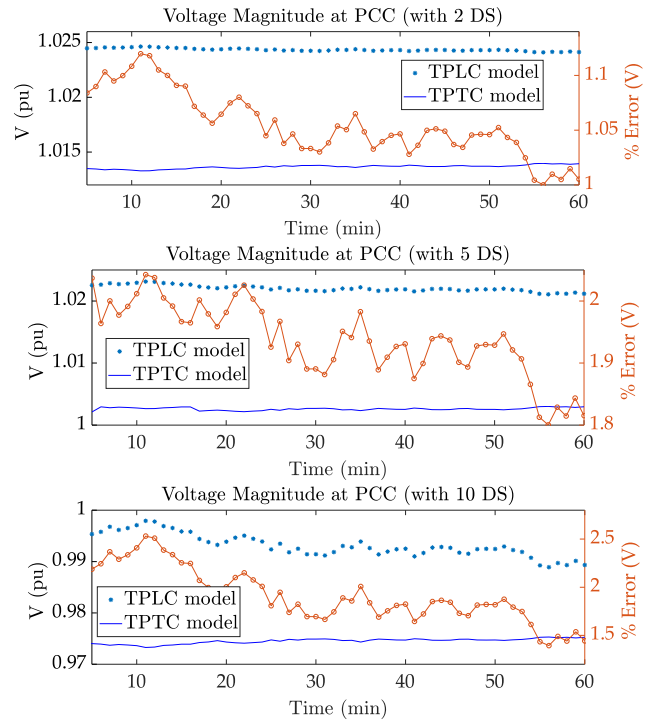 Voltage Magnitude at PCC (with 2 DS)
1.025
1.02
1.015
V (pu)
TPLC model
TPTC model
1.1
1.05
1
% Error (V)
10 20 30 40 50 60
Time (min)
Voltage Magnitude at PCC (with 5 DS)
1.02
1.01
1
V (pu)
TPLC model
TPTC model
2
1.9
1.8
% Error (V)
10 20 30 40 50 60
Time (min)
Voltage Magnitude at PCC (with 10 DS)
1
0.99
0.98
0.97
V (pu)
TPLC model
TPTC model
2.5
2
1.5
% Error (V)
10 20 30 40 50 60
Time (min)